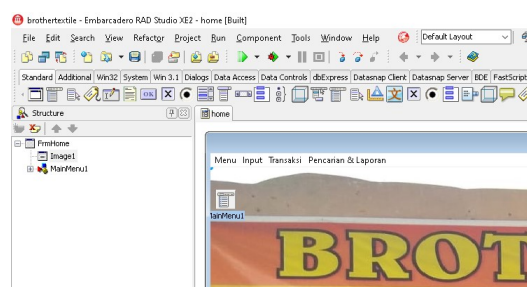 brothertextile - Embarcadero RAD Studio XE2 - home [Built]
File Edit Search View Refactor Project Run Component Tools Window Help Default Layout
Standard Additional Win32 System Win 3.1 Dialogs Data Access Data Controls dbExpress Datasnap Client Datasnap Server BDE FastScript
OK
Structure
home
FrmHome
Image1
MainMenu1
Menu Input Transaksi Pencarian & Laporan
MainMenu1
BROT